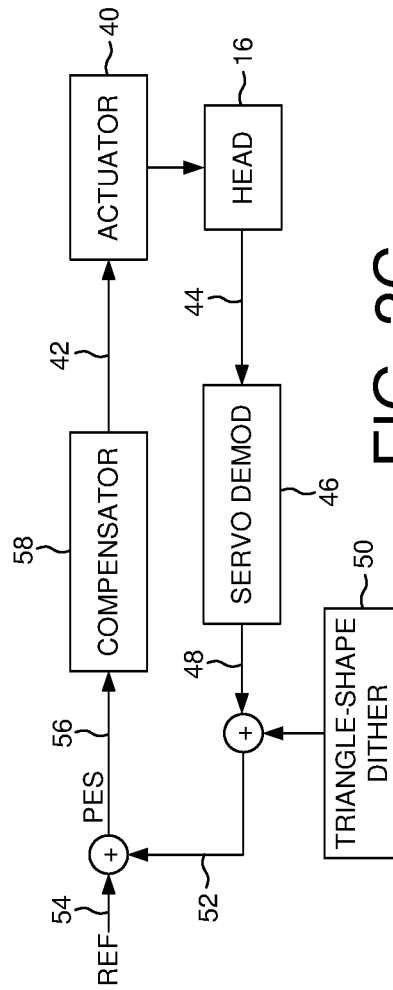 REF
54
PES
56
COMPENSATOR
58
42
ACTUATOR
40
HEAD
16
44
SERVO DEMOD
46
48
52
TRIANGLE-SHAPE
DITHER
50